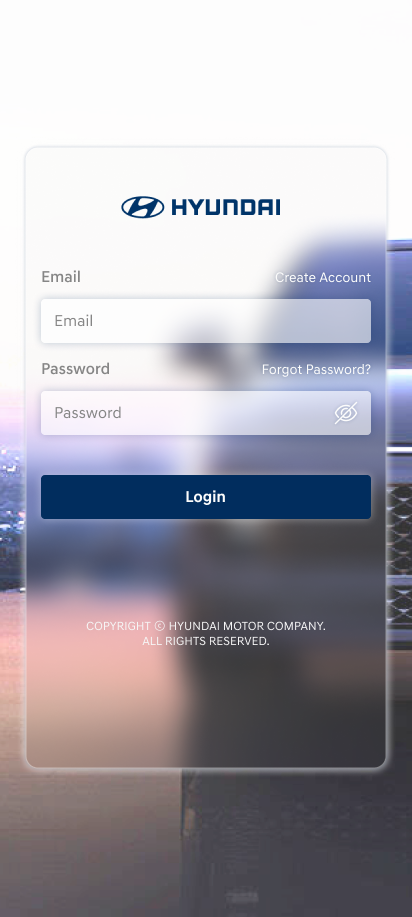 HYUNDAI
Email
Create Account
Email
Password
Forgot Password?
Password
Login
COPYRIGHT ⓒ HYUNDAI MOTOR COMPANY.
ALL RIGHTS RESERVED.